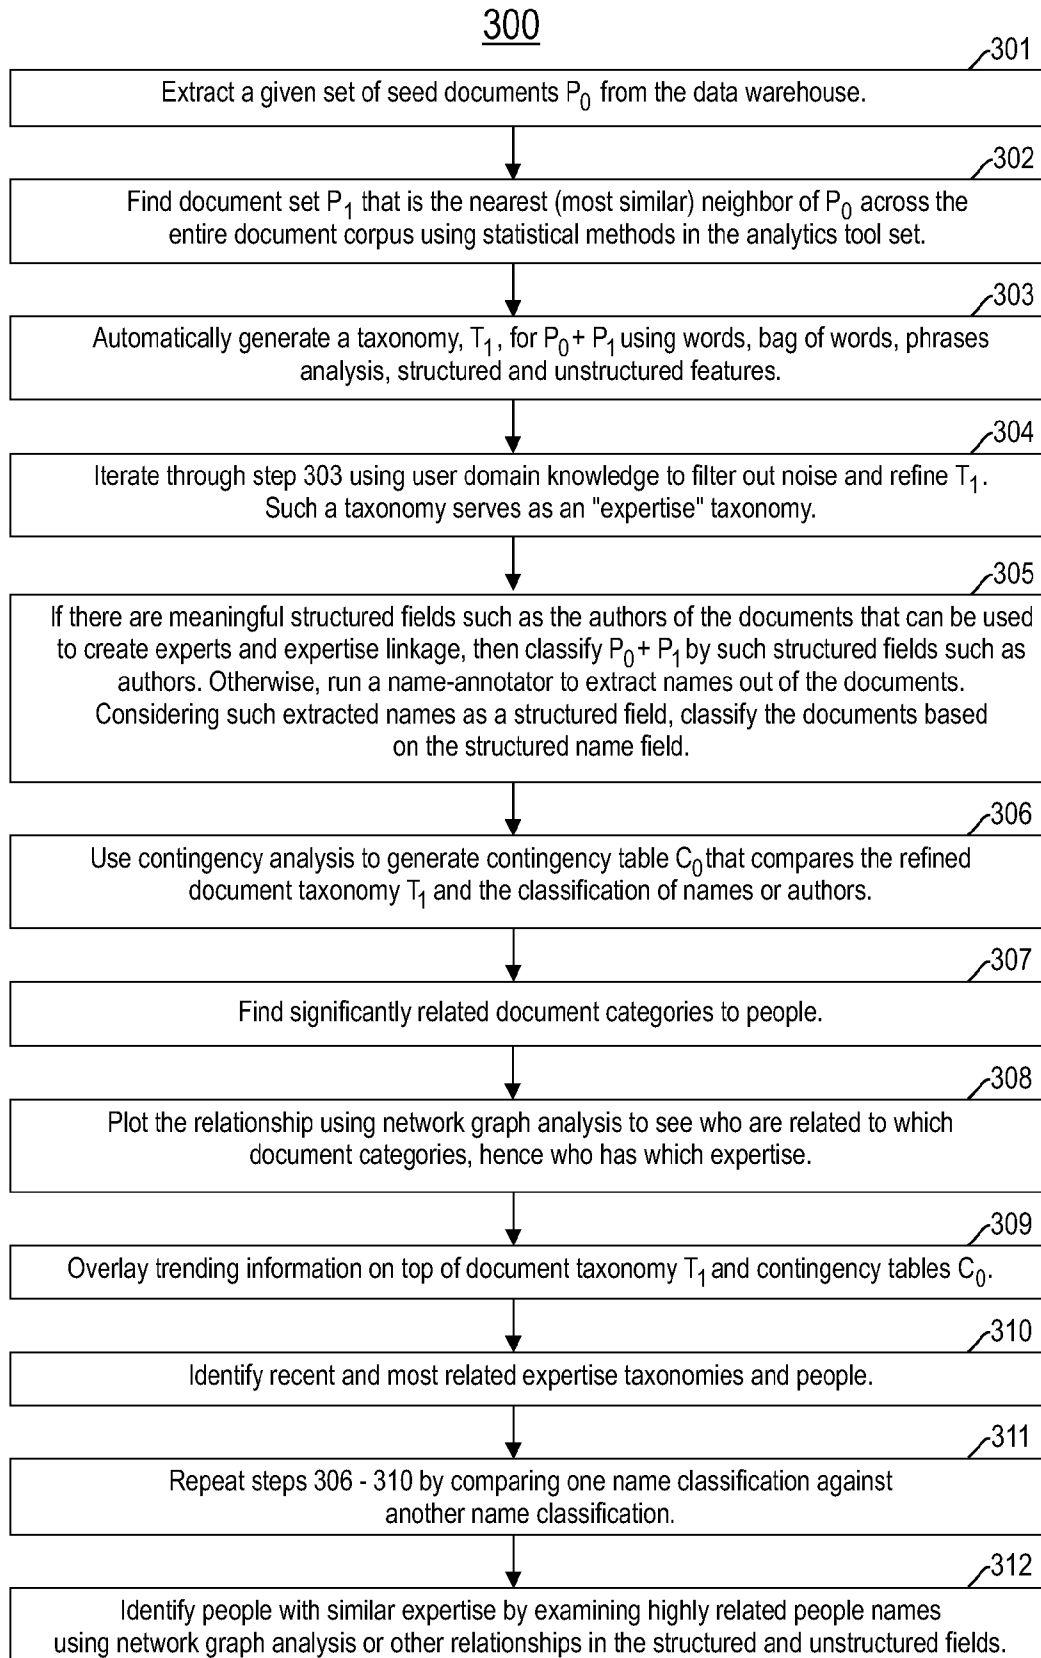 300
301
Extract a given set of seed documents P0 from the data warehouse.
302
Find document set P1 that is the nearest (most similar) neighbor of P0 across the
entire document corpus using statistical methods in the analytics tool set.
303
Automatically generate a taxonomy, T1, for P0 + P1 using words, bag of words, phrases
analysis, structured and unstructured features.
304
Iterate through step 303 using user domain knowledge to filter out noise and refine T1.
Such a taxonomy serves as an "expertise" taxonomy.
305
If there are meaningful structured fields such as the authors of the documents that can be used
to create experts and expertise linkage, then classify P0 + P1 by such structured fields such as
authors. Otherwise, run a name-annotator to extract names out of the documents.
Considering such extracted names as a structured field, classify the documents based
on the structured name field.
306
Use contingency analysis to generate contingency table C0 that compares the refined
document taxonomy T1 and the classification of names or authors.
307
Find significantly related document categories to people.
308
Plot the relationship using network graph analysis to see who are related to which
document categories, hence who has which expertise.
309
Overlay trending information on top of document taxonomy T1 and contingency tables C0.
310
Identify recent and most related expertise taxonomies and people.
311
Repeat steps 306 - 310 by comparing one name classification against
another name classification.
312
Identify people with similar expertise by examining highly related people names
using network graph analysis or other relationships in the structured and unstructured fields.